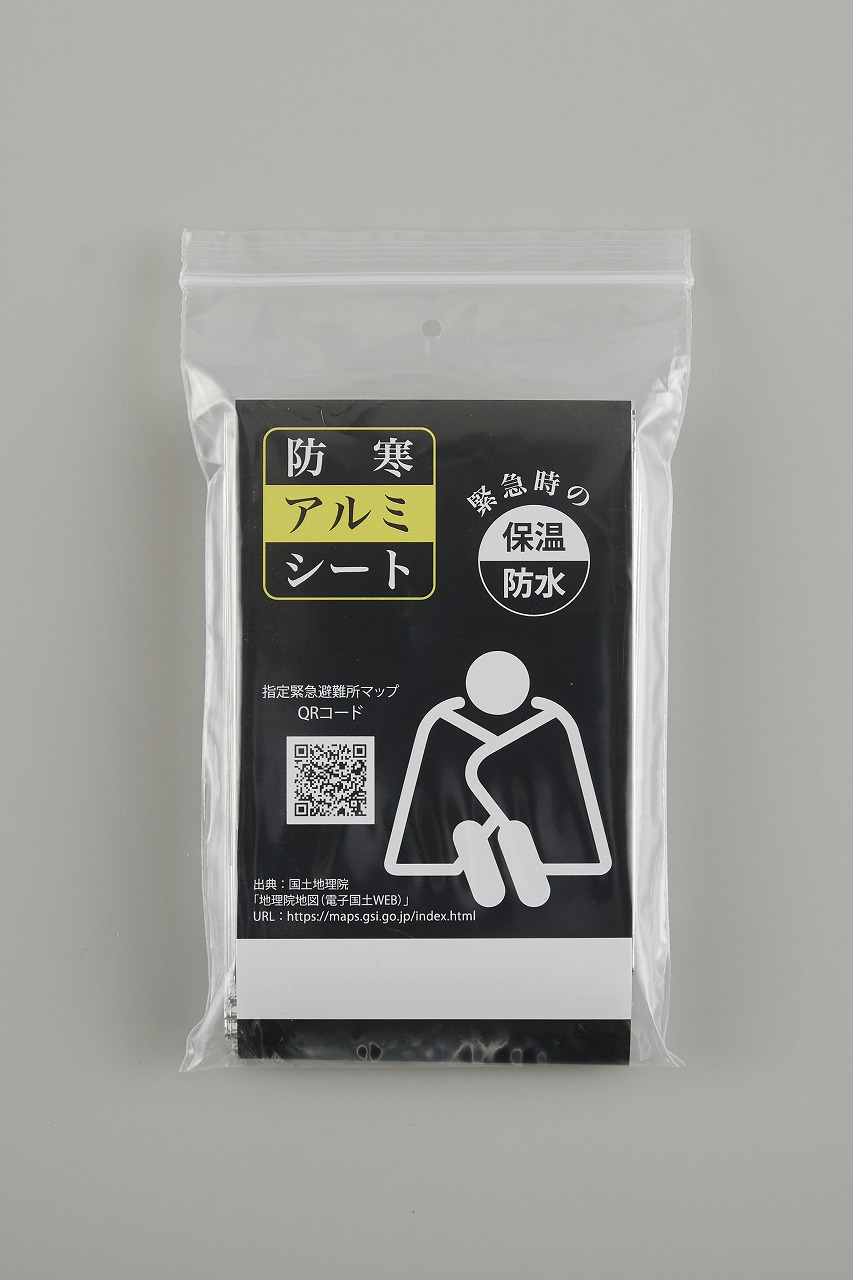 防寒
アルミ
シート
緊急時の
保温
防水
指定緊急避難所マップ
QRコード
出典：国土地理院
「地理院地図（電子国土WEB）」
URL：https://maps.gsi.go.jp/index.html